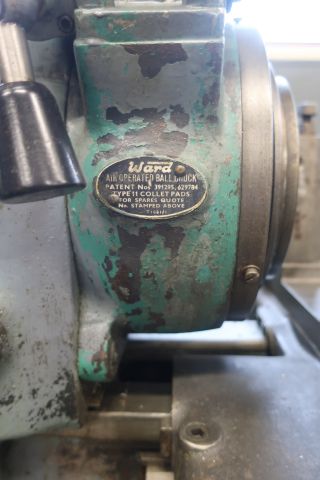 Ward
AIR OPERATED BALL CHUCK
PATENT Nos 391295, 629784
TYPE 11 COLLET PADS
FOR SPARES QUOTE
No. STAMPED ABOVE